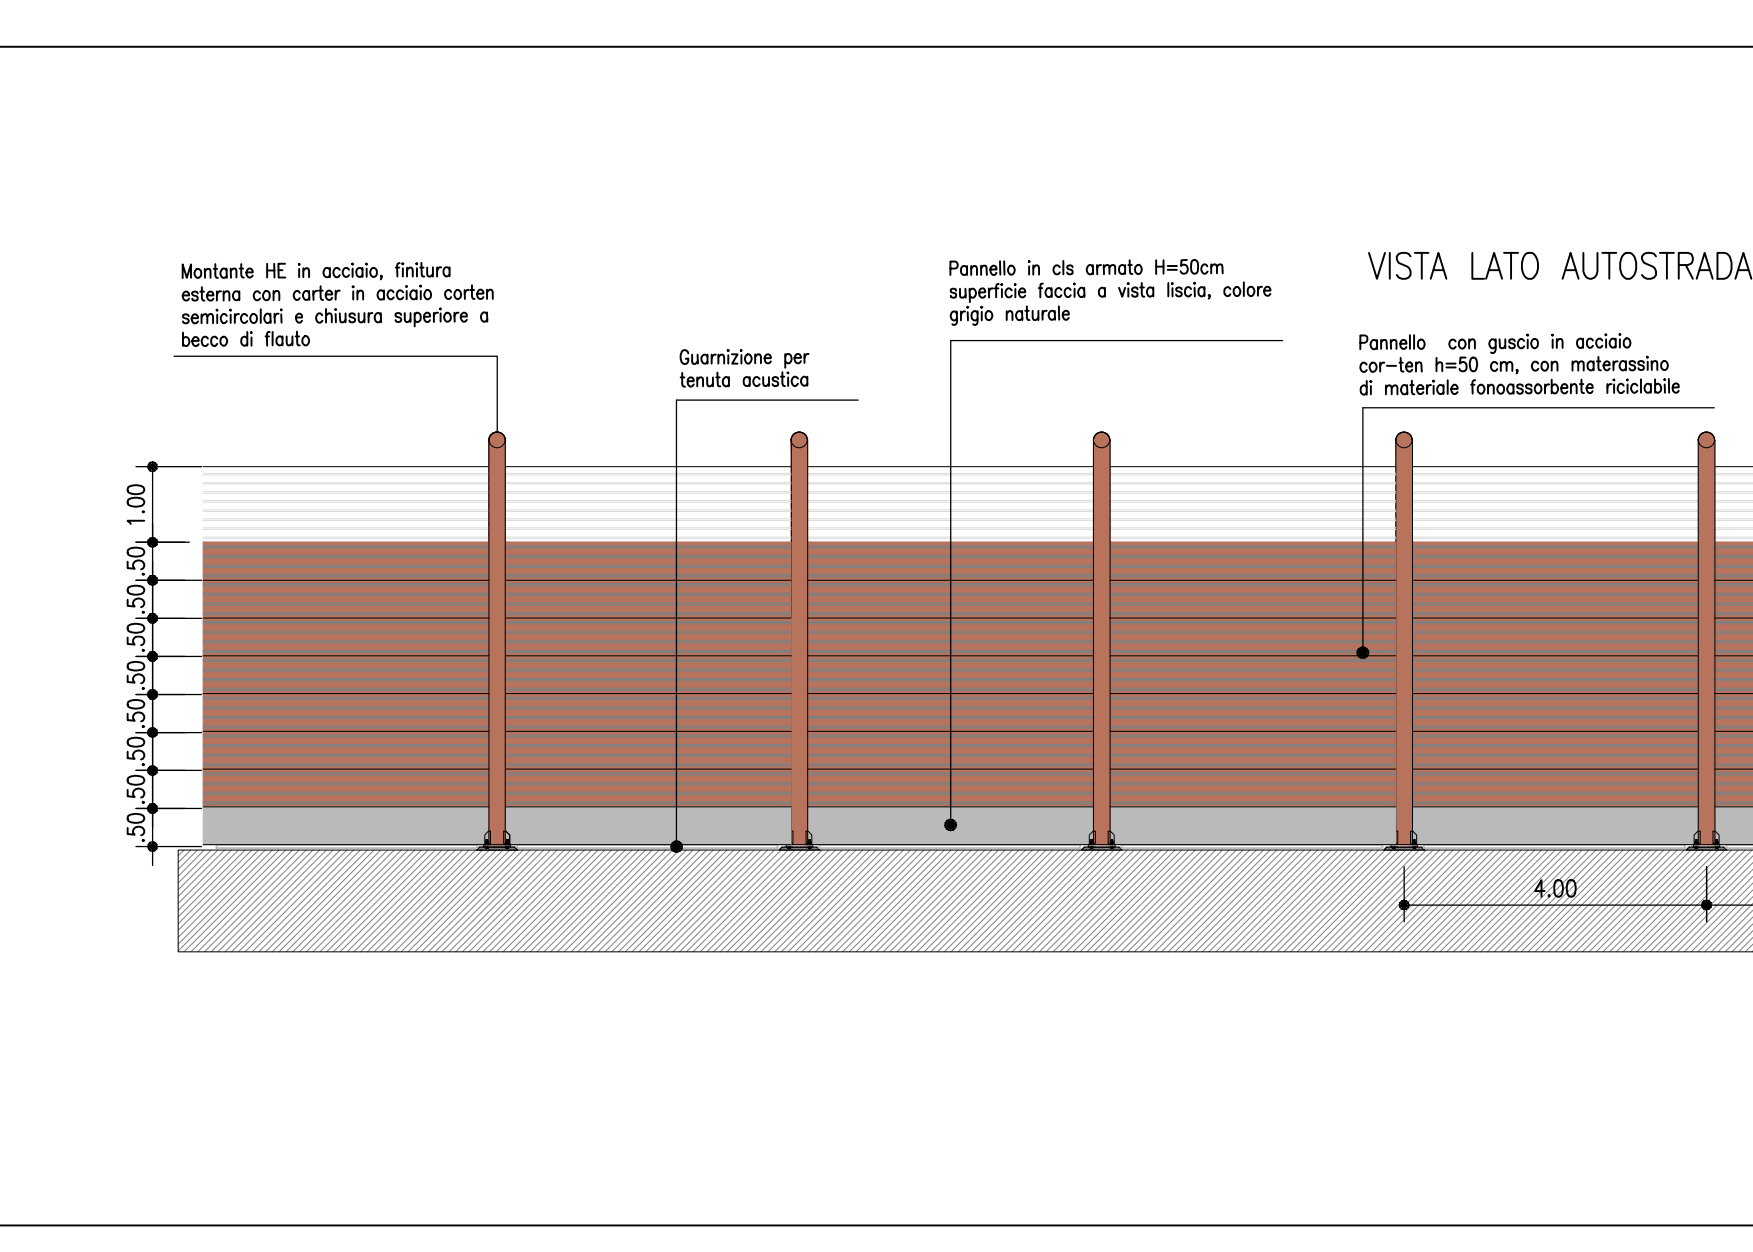 VISTA LATO AUTOSTRADA
Montante HE in acciaio, finitura
esterna con carter in acciaio corten
semicircolari e chiusura superiore a
becco di flauto
Guarnizione per
tenuta acustica
Pannello in cls armato H=50cm
superficie faccia a vista liscia, colore
grigio naturale
Pannello con guscio in acciaio
cor-ten h=50 cm, con materassino
di materiale fonoassorbente riciclabile
1.00
.50
.50
.50
.50
.50
.50
.50
.50
4.00